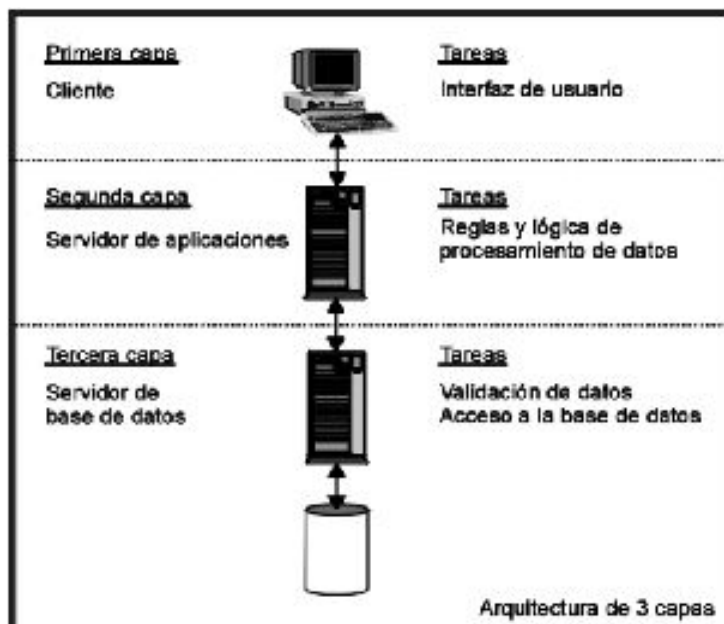 Primera capa
Cliente
Tareas
Interfaz de usuario
Segunda capa
Servidor de aplicaciones
Tareas
Reglas y lógica de
procesamiento de datos
Tercera capa
Servidor de
base de datos
Tareas
Validación de datos
Acceso a la base de datos
Arquitectura de 3 capas